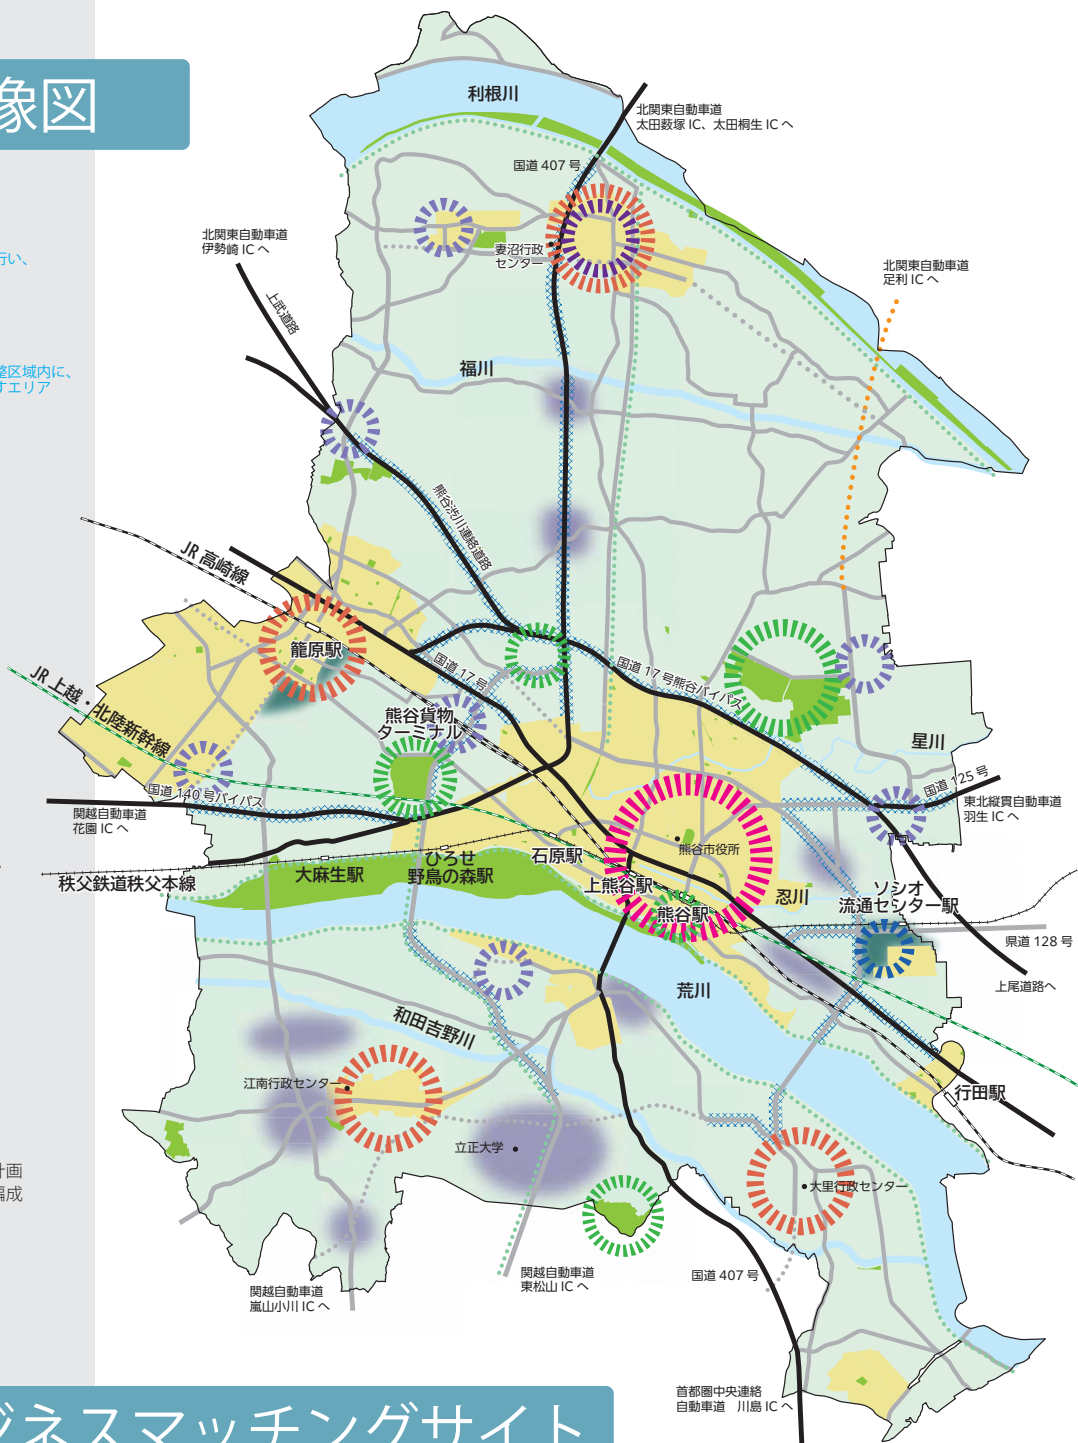 象図
利根川
北関東自動車道
太田薮塚 IC、太田桐生 IC へ
国道 407 号
北関東自動車道
伊勢崎 IC へ
妻沼行政
センター
行い、
北関東自動車道
足利 IC へ
上武道路
福川
整区域内に、
すエリア
熊谷渋川連絡道路
JR 高崎線
籠原駅
国道 17 号
国道 17 号熊谷バイパス
JR 上越・北陸新幹線
熊谷貨物
ターミナル
星川
国道 140 号バイパス
国道 125 号
関越自動車道
花園 IC へ
東北縦貫自動車道
羽生 IC へ
熊谷市役所
石原駅
ひろせ
野鳥の森駅
大麻生駅
秩父鉄道秩父本線
上熊谷駅
忍川
ソシオ
流通センター駅
熊谷駅
県道 128 号
上尾道路へ
荒川
和田吉野川
江南行政センター
行田駅
立正大学
計画
編成
大里行政センター
関越自動車道
東松山 IC へ
国道 407 号
関越自動車道
嵐山小川 IC へ
首都圏中央連絡
自動車道　川島 IC へ
ジネスマッチングサイト